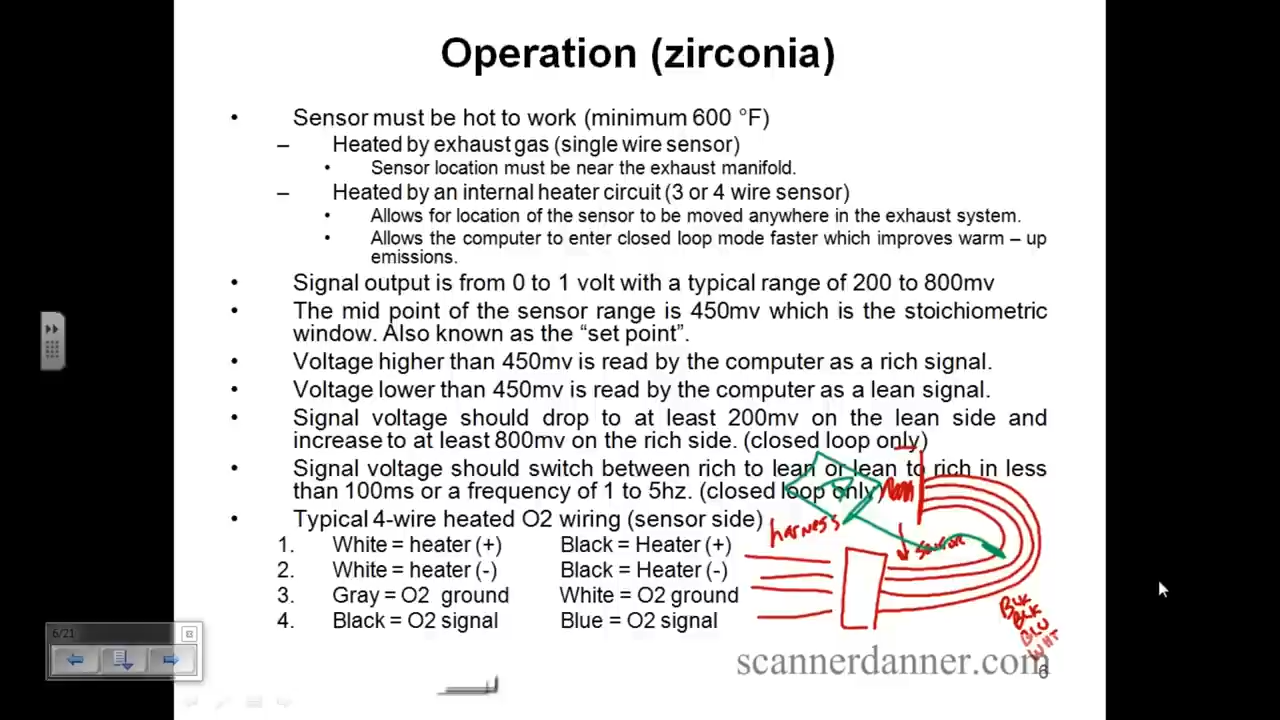 Operation (zirconia)
• Sensor must be hot to work (minimum 600 °F)
– Heated by exhaust gas (single wire sensor)
• Sensor location must be near the exhaust manifold.
– Heated by an internal heater circuit (3 or 4 wire sensor)
• Allows for location of the sensor to be moved anywhere in the exhaust system.
• Allows the computer to enter closed loop mode faster which improves warm – up
emissions.
• Signal output is from 0 to 1 volt with a typical range of 200 to 800mv
• The mid point of the sensor range is 450mv which is the stoichiometric
window. Also known as the “set point”.
• Voltage higher than 450mv is read by the computer as a rich signal.
• Voltage lower than 450mv is read by the computer as a lean signal.
• Signal voltage should drop to at least 200mv on the lean side and
increase to at least 800mv on the rich side. (closed loop only)
• Signal voltage should switch between rich to lean or lean to rich in less
than 100ms or a frequency of 1 to 5hz. (closed loop only)
• Typical 4-wire heated O2 wiring (sensor side)
1. White = heater (+) Black = Heater (+)
2. White = heater (-) Black = Heater (-)
3. Gray = O2 ground White = O2 ground
4. Black = O2 signal Blue = O2 signal
harness
BLK
BLK
BLU
WHT
scannerdanner.com
6
6/21